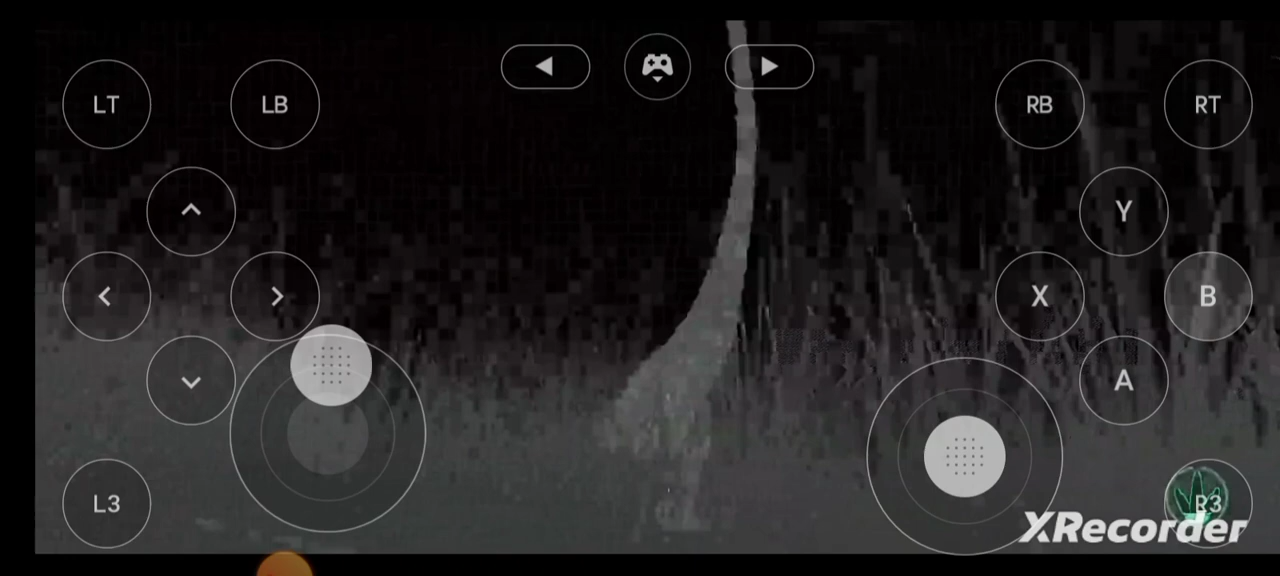 LT LB RB RT
Y
X B
A
L3 R3
XRecorder